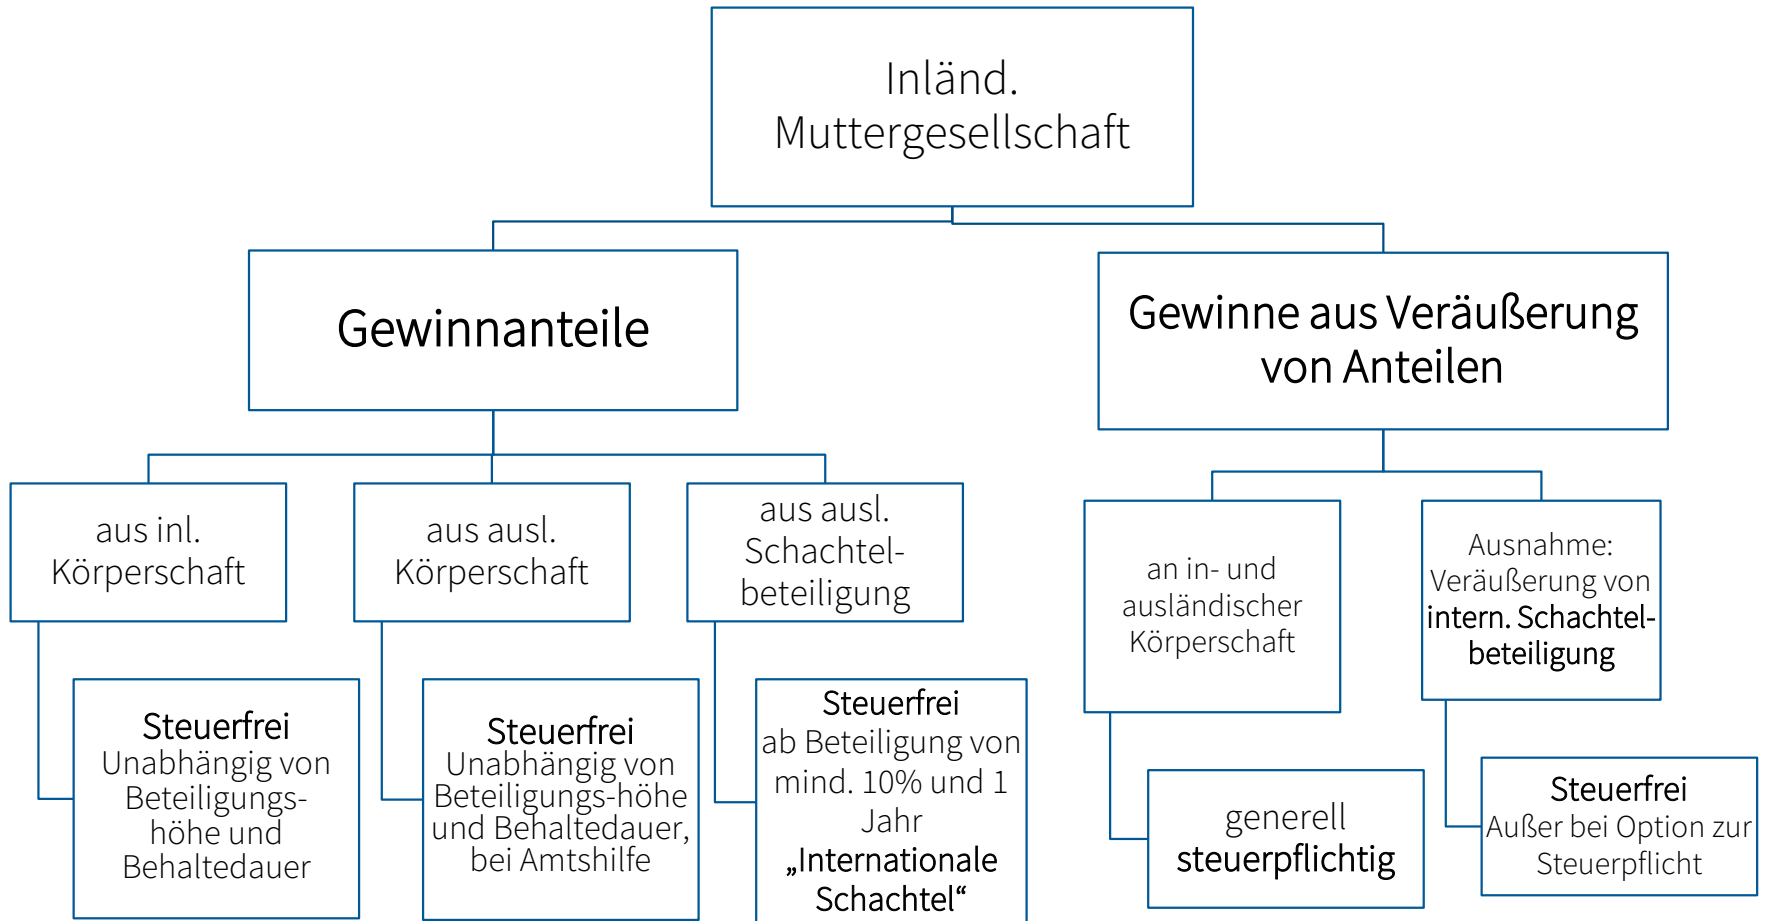 Inländ.
Muttergesellschaft
Gewinnanteile
Gewinne aus Veräußerung
von Anteilen
aus inl.
Körperschaft
aus ausl.
Körperschaft
aus ausl.
Schachtel-
beteiligung
an in- und
ausländischer
Körperschaft
Ausnahme:
Veräußerung von
intern. Schachtel-
beteiligung
Steuerfrei
Unabhängig von
Beteiligungs-
höhe und
Behaltedauer
Steuerfrei
Unabhängig von
Beteiligungs-höhe
und Behaltedauer,
bei Amtshilfe
Steuerfrei
ab Beteiligung von
mind. 10% und 1
Jahr
„Internationale
Schachtel“
generell
steuerpflichtig
Steuerfrei
Außer bei Option zur
Steuerpflicht